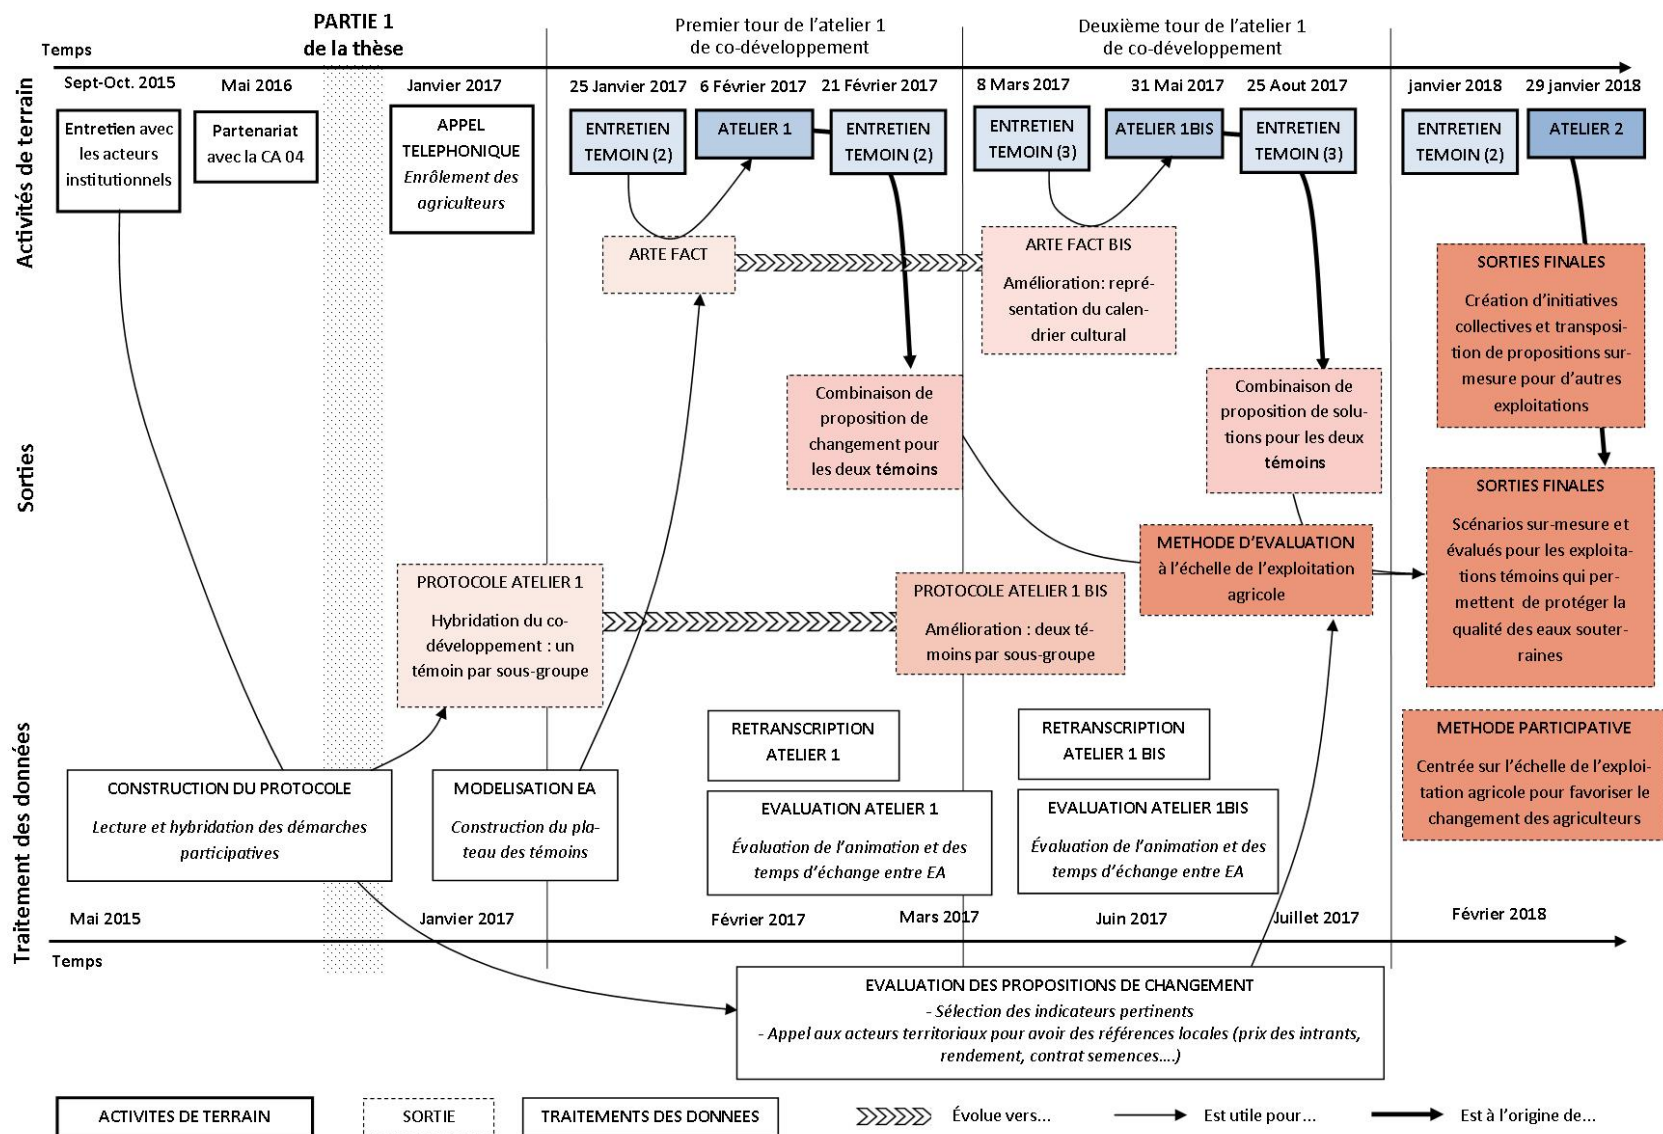 PARTIE 1
de la thèse
Premier tour de l'atelier 1
de co-développement
Deuxième tour de l'atelier 1
de co-développement
Temps
Sept-Oct. 2015
Mai 2016
Janvier 2017
25 Janvier 2017
6 Février 2017
21 Février 2017
8 Mars 2017
31 Mai 2017
25 Aout 2017
janvier 2018
29 janvier 2018
Activités de terrain
Entretien avec
les acteurs
institutionnels
Partenariat
avec la CA 04
APPEL
TELEPHONIQUE
Enrôlement des
agriculteurs
ENTRETIEN
TEMOIN (2)
ATELIER 1
ENTRETIEN
TEMOIN (2)
ENTRETIEN
TEMOIN (3)
ATELIER 1BIS
ENTRETIEN
TEMOIN (3)
ENTRETIEN
TEMOIN (2)
ATELIER 2
Sorties
ARTE FACT
ARTE FACT BIS
Amélioration: repré-
sentation du calen-
drier cultural
SORTIES FINALES
Création d'initiatives
collectives et transposi-
tion de propositions sur-
mesure pour d'autres
exploitations
Combinaison de
proposition de
changement pour
les deux témoins
Combinaison de
proposition de solu-
tions pour les deux
témoins
SORTIES FINALES
Scénarios sur-mesure et
évalués pour les exploita-
tions témoins qui per-
mettent de protéger la
qualité des eaux souter-
raines
METHODE D'EVALUATION
à l'échelle de l'exploitation
agricole
PROTOCOLE ATELIER 1
Hybridation du co-
développement : un
témoin par sous-groupe
PROTOCOLE ATELIER 1 BIS
Amélioration : deux té-
moins par sous-groupe
METHODE PARTICIPATIVE
Centrée sur l'échelle de l'exploi-
tation agricole pour favoriser le
changement des agriculteurs
Traitement des données
CONSTRUCTION DU PROTOCOLE
Lecture et hybridation des démarches
participatives
MODELISATION EA
Construction du pla-
teau des témoins
RETRANSCRIPTION
ATELIER 1
EVALUATION ATELIER 1
Évaluation de l'animation et des
temps d'échange entre EA
RETRANSCRIPTION
ATELIER 1 BIS
EVALUATION ATELIER 1BIS
Évaluation de l'animation et des
temps d'échange entre EA
Mai 2015
Janvier 2017
Février 2017
Mars 2017
Juin 2017
Juillet 2017
Février 2018
Temps
EVALUATION DES PROPOSITIONS DE CHANGEMENT
- Sélection des indicateurs pertinents
- Appel aux acteurs territoriaux pour avoir des références locales (prix des intrants,
rendement, contrat semences....)
ACTIVITES DE TERRAIN
SORTIE
TRAITEMENTS DES DONNEES
Évolue vers...
Est utile pour...
Est à l'origine de...